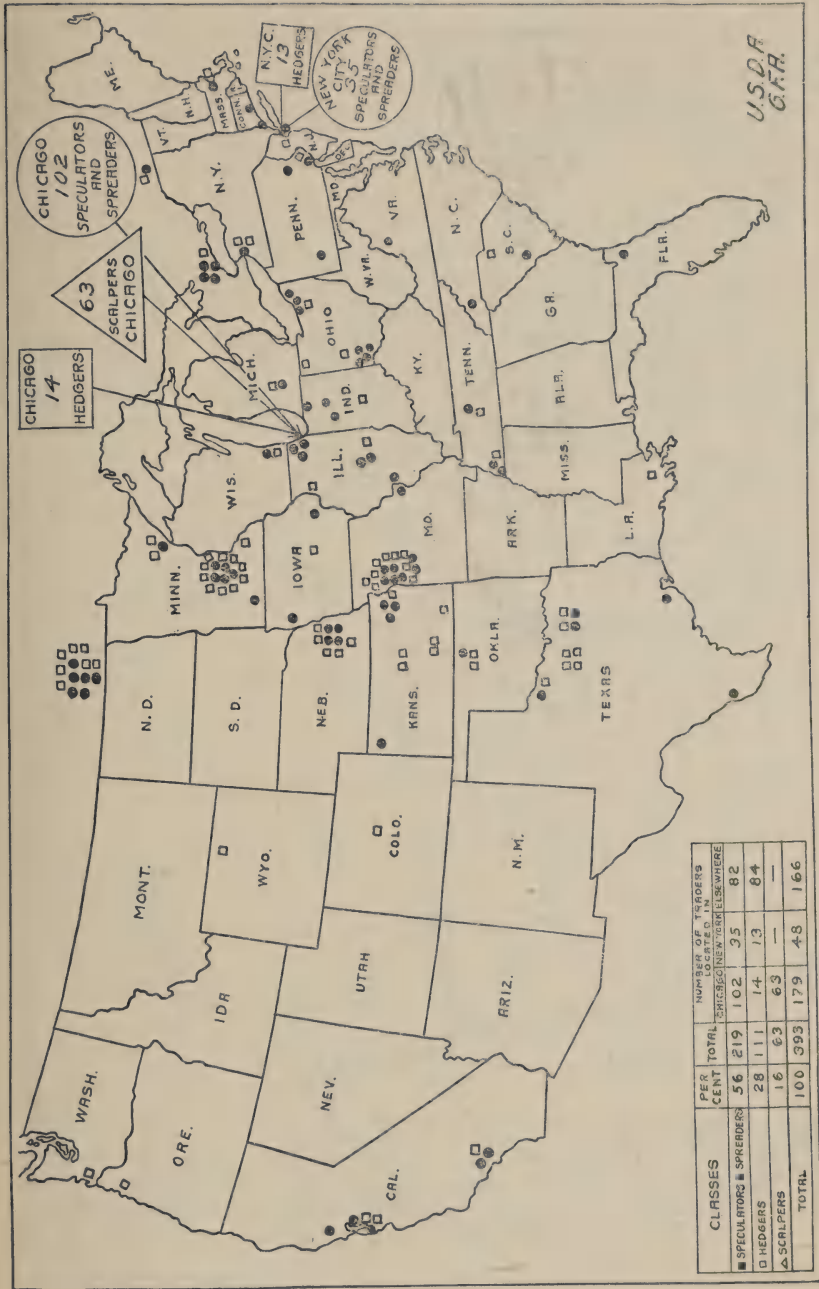 CHICAGO
14
HEDGERS
63
SCALPERS
CHICAGO
CHICAGO
102
SPECULATORS
AND
SPREADERS
N.Y.C.
13
HEDGERS
NEW YORK
CITY
35
SPECULATORS
AND
SPREADERS
WASH.
ORE.
CAL.
NEV.
IDA
MONT.
WYO.
UTAH
ARIZ.
COLO.
N.M.
N.D.
S.D.
NEB.
KANS.
OKLA.
TEXAS
MINN.
IOWA
MO.
ARK.
LA.
WIS.
ILL.
MICH.
IND.
OHIO
KY.
TENN.
MISS.
ALA.
GA.
FLA.
S.C.
N.C.
VA.
W.VA.
MD.
DEL.
PENN.
N.J.
N.Y.
CONN.
R.I.
MASS.
VT.
N.H.
ME.
CLASSES PER CENT TOTAL NUMBER OF TRADERS LOCATED IN
CHICAGO NEW YORK ELSEWHERE
SPECULATORS SPREADERS 56 219 102 35 82
HEDGERS 28 111 14 13 84
SCALPERS 16 63 63 — —
TOTAL 100 393 179 48 166
U.S.D.A.
G.F.A.